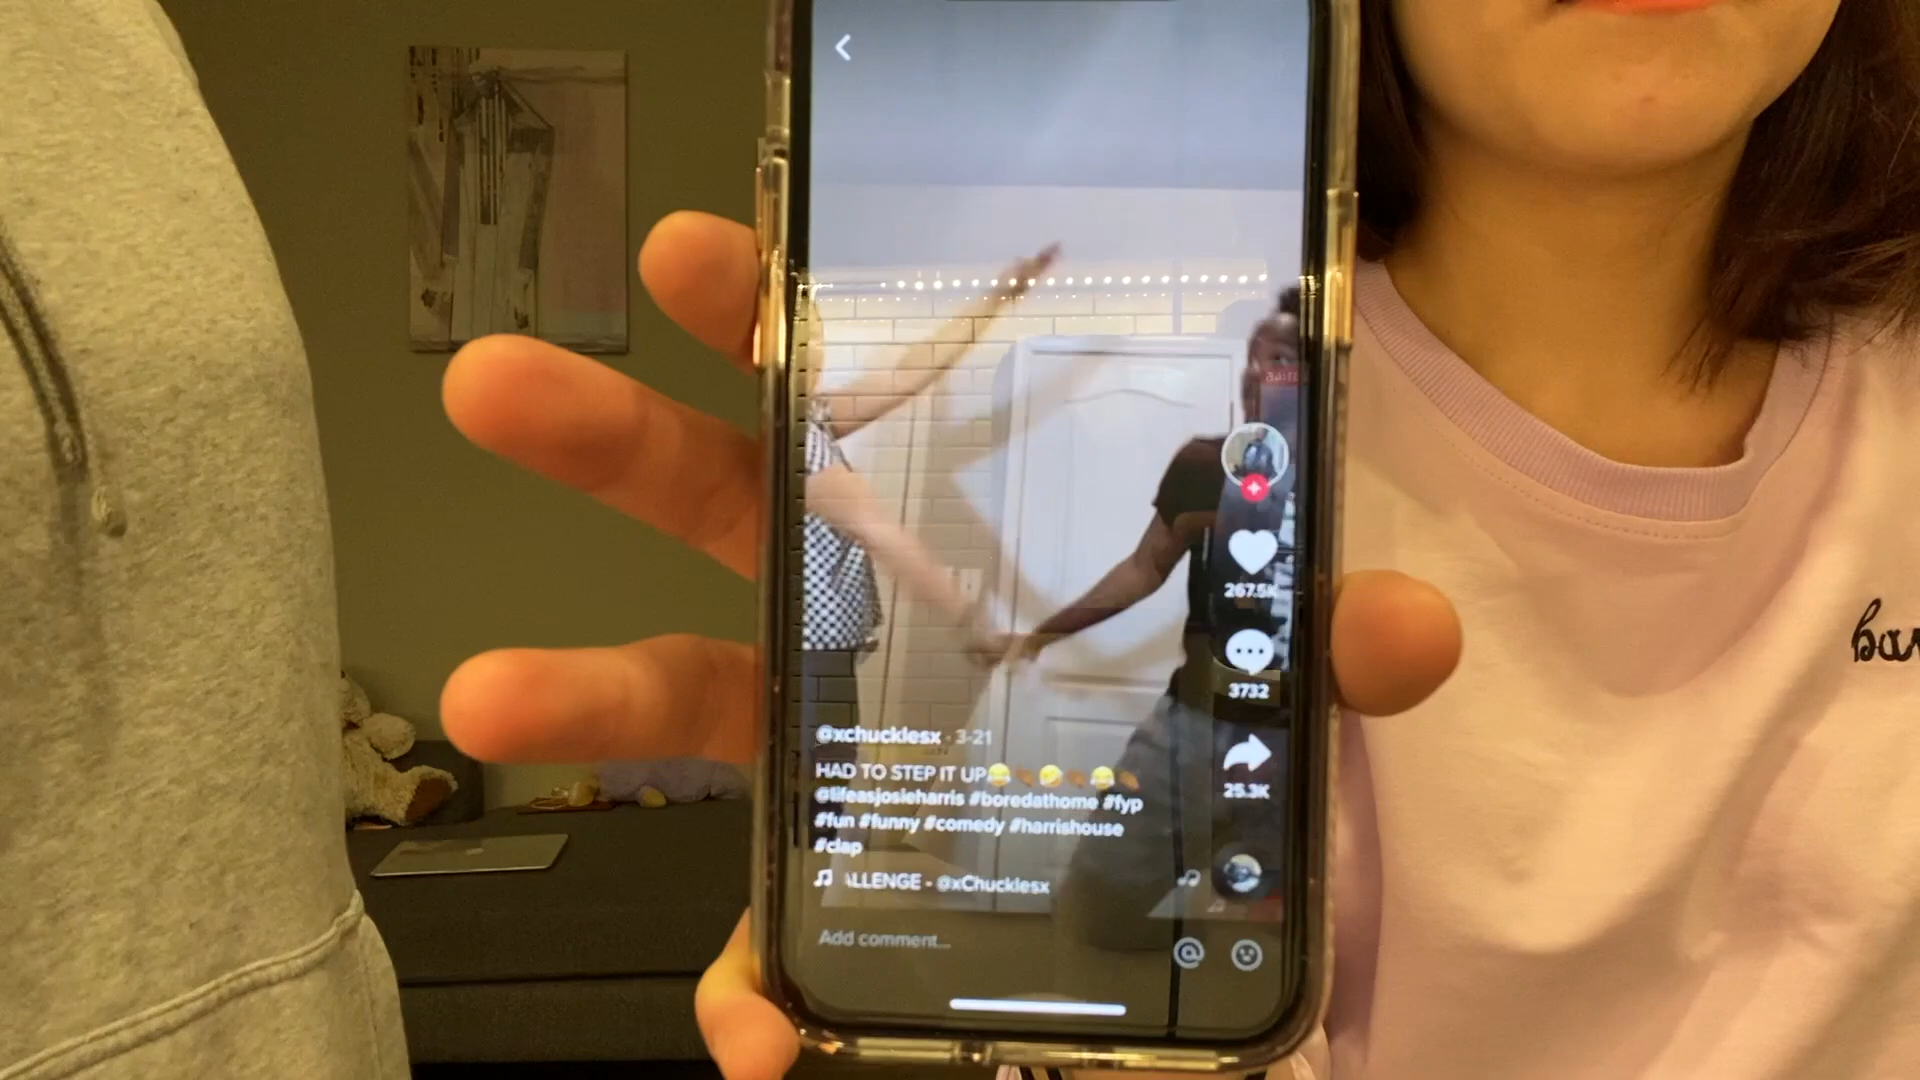 267.5K
3732
@xchucklesx · 3-21
HAD TO STEP IT UP😂👏🏾🤣👏🏾😂👏🏾
@lifeasjosieharris #boredathome #fyp
#fun #funny #comedy #harrishouse
#clap
25.3K
ALLENGE - @xChucklesx
Add comment...